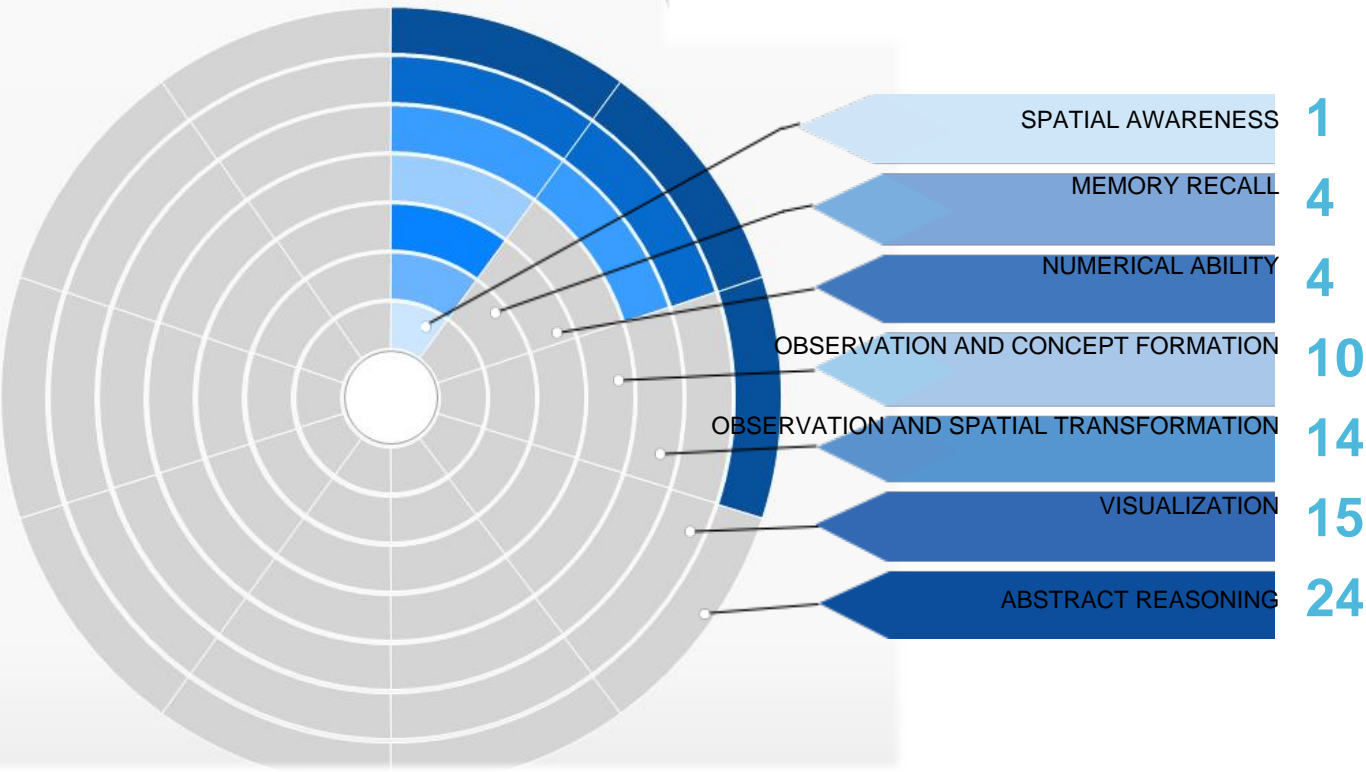 SPATIAL AWARENESS 1
MEMORY RECALL 4
NUMERICAL ABILITY 4
OBSERVATION AND CONCEPT FORMATION 10
OBSERVATION AND SPATIAL TRANSFORMATION 14
VISUALIZATION 15
ABSTRACT REASONING 24